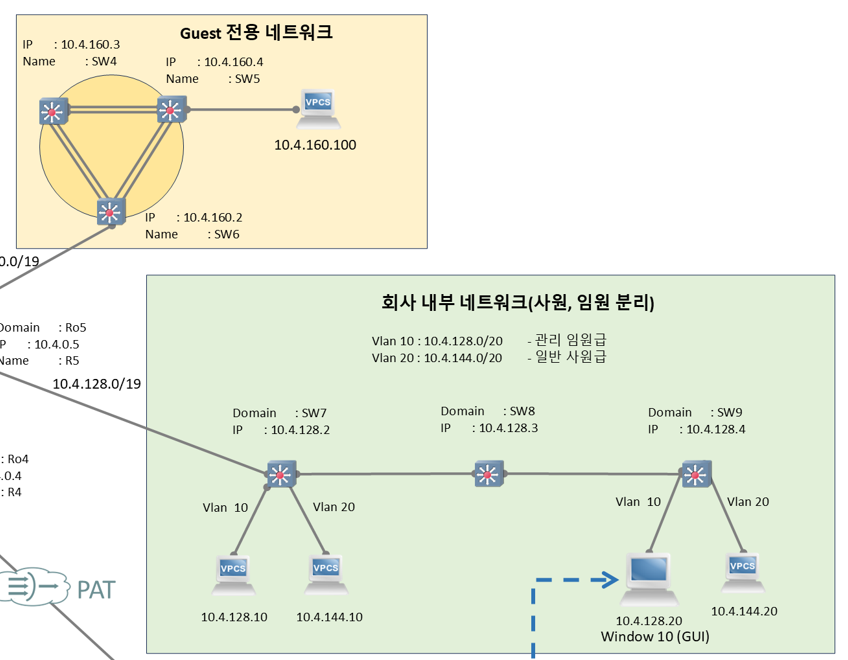 Guest 전용 네트워크
IP : 10.4.160.3
Name : SW4
IP : 10.4.160.4
Name : SW5
VPCS
10.4.160.100
IP : 10.4.160.2
Name : SW6
0.0/19
회사 내부 네트워크(사원, 임원 분리)
Vlan 10 : 10.4.128.0/20 - 관리 임원급
Vlan 20 : 10.4.144.0/20 - 일반 사원급
Domain : Ro5
IP : 10.4.0.5
Name : R5
10.4.128.0/19
Domain : SW7
IP : 10.4.128.2
Domain : SW8
IP : 10.4.128.3
Domain : SW9
IP : 10.4.128.4
: Ro4
.0.4
: R4
Vlan 10
Vlan 20
Vlan 10
Vlan 20
VPCS
VPCS
VPCS
PAT
10.4.128.10
10.4.144.10
10.4.128.20
Window 10 (GUI)
10.4.144.20